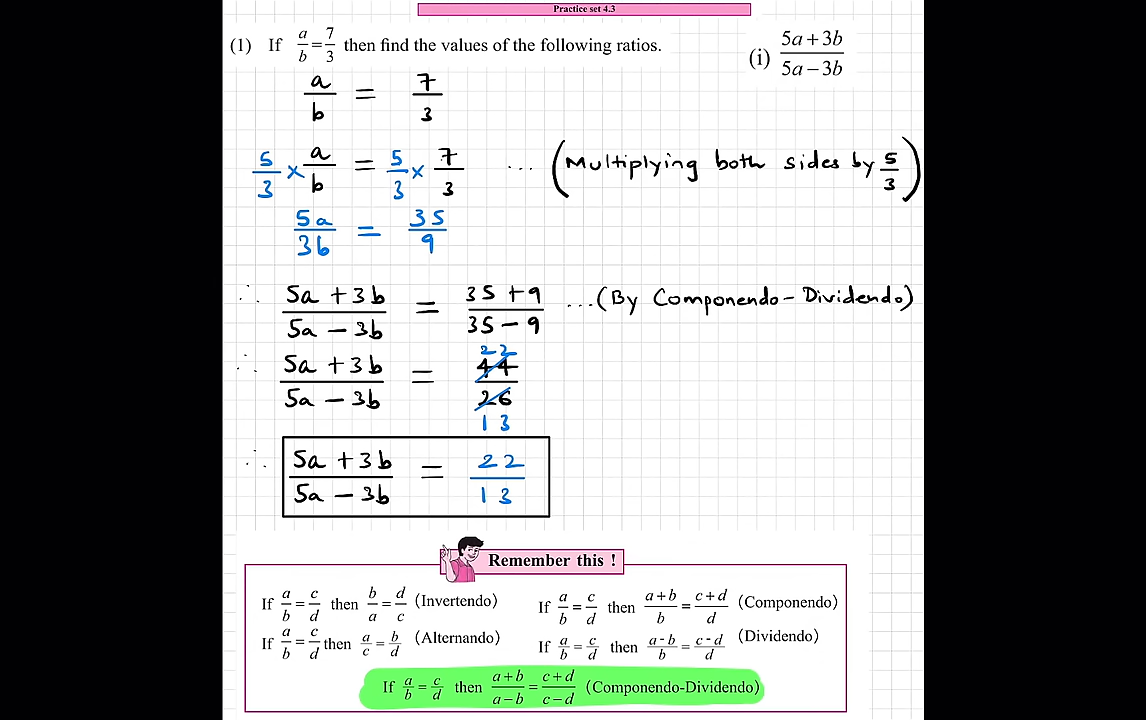 Practice set 4.3
(1) If a/b = 7/3 then find the values of the following ratios. (i) (5a + 3b)/(5a − 3b)
a/b = 7/3
5/3 × a/b = 5/3 × 7/3 ... (Multiplying both sides by 5/3)
5a/3b = 35/9
∴ (5a + 3b)/(5a − 3b) = (35 + 9)/(35 − 9) ... (By Componendo - Dividendo)
∴ (5a + 3b)/(5a − 3b) = 44/26 22/13
∴ (5a + 3b)/(5a − 3b) = 22/13
Remember this !
If a/b = c/d then b/a = d/c (Invertendo) If a/b = c/d then (a+b)/b = (c+d)/d (Componendo)
If a/b = c/d then a/c = b/d (Alternando) If a/b = c/d then (a-b)/b = (c-d)/d (Dividendo)
If a/b = c/d then (a+b)/(a−b) = (c+d)/(c−d) (Componendo-Dividendo)